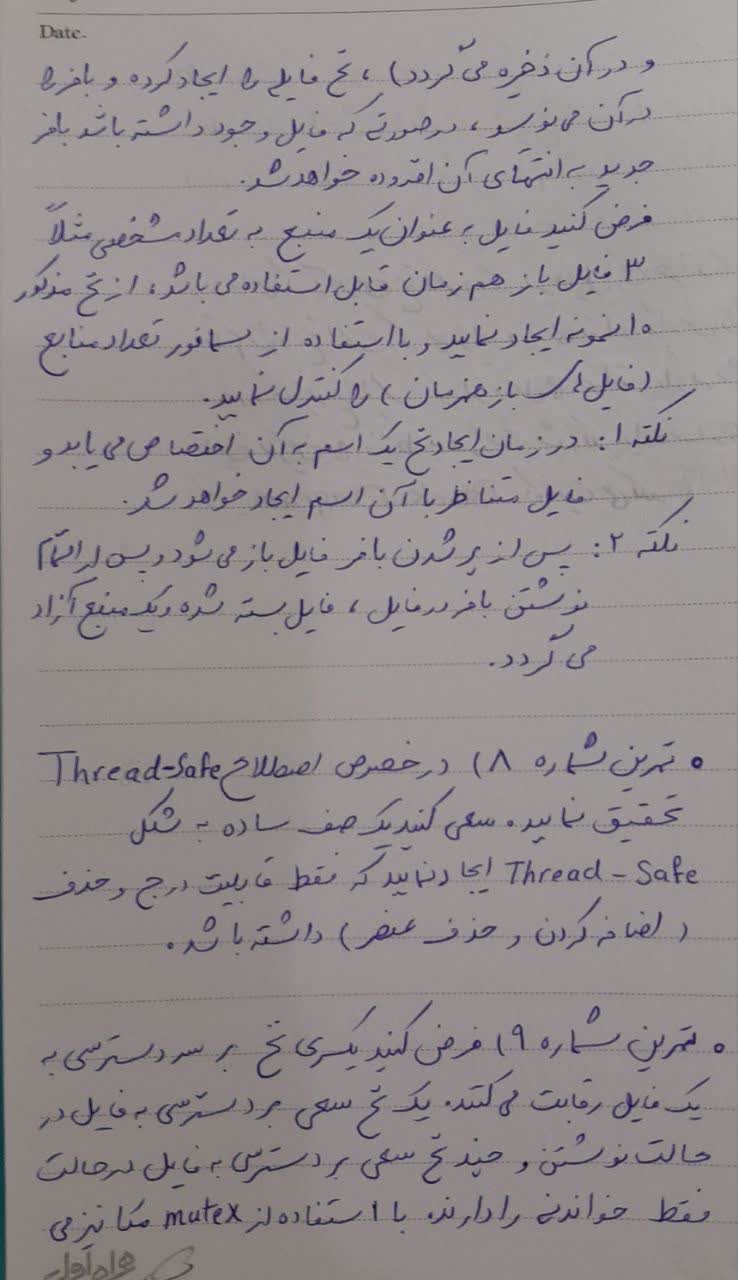 Date.
و در آن ذخیره می گردد) ، نخ فایلی را ایجاد کرده و بافر را
در آن می نویسد ، در صورتی که فایل وجود داشته باشد بافر
جدید به انتهای آن افزوده خواهد شد.
فرض کنید فایل به عنوان یک منبع به تعداد مشخصی مثلاً
۳ فایل باز هم زمان قابل استفاده می باشد ، از نخ مذکور
۱۰ نمونه ایجاد نمایید و با استفاده از سمافور تعداد منابع
(فایل های باز همزمان) را کنترل نمایید.
نکته ۱: در زمان ایجاد نخ یک اسم به آن اختصاص می یابد و
فایل متناظر با آن اسم ایجاد خواهد شد.
نکته ۲: پس از پر شدن بافر فایل باز می شود و پس از اتمام
نوشتن بافر در فایل ، فایل بسته شده و یک منبع آزاد
می گردد.
تمرین شماره ۸) در خصوص اصطلاح Thread-Safe
تحقیق نمایید. سعی کنید یک صف ساده به شکل
Thread-Safe ایجاد نمایید که فقط قابلیت درج و حذف
(اضافه کردن و حذف عنصر) داشته باشد.
تمرین شماره ۹) فرض کنید یکسری نخ بر سر دسترسی به
یک فایل رقابت می کنند. یک نخ سعی بر دسترسی به فایل در
حالت نوشتن و چند نخ سعی بر دسترسی به فایل در حالت
فقط خواندنی را دارند. با استفاده از mutex مکانیزمی
همراه اول